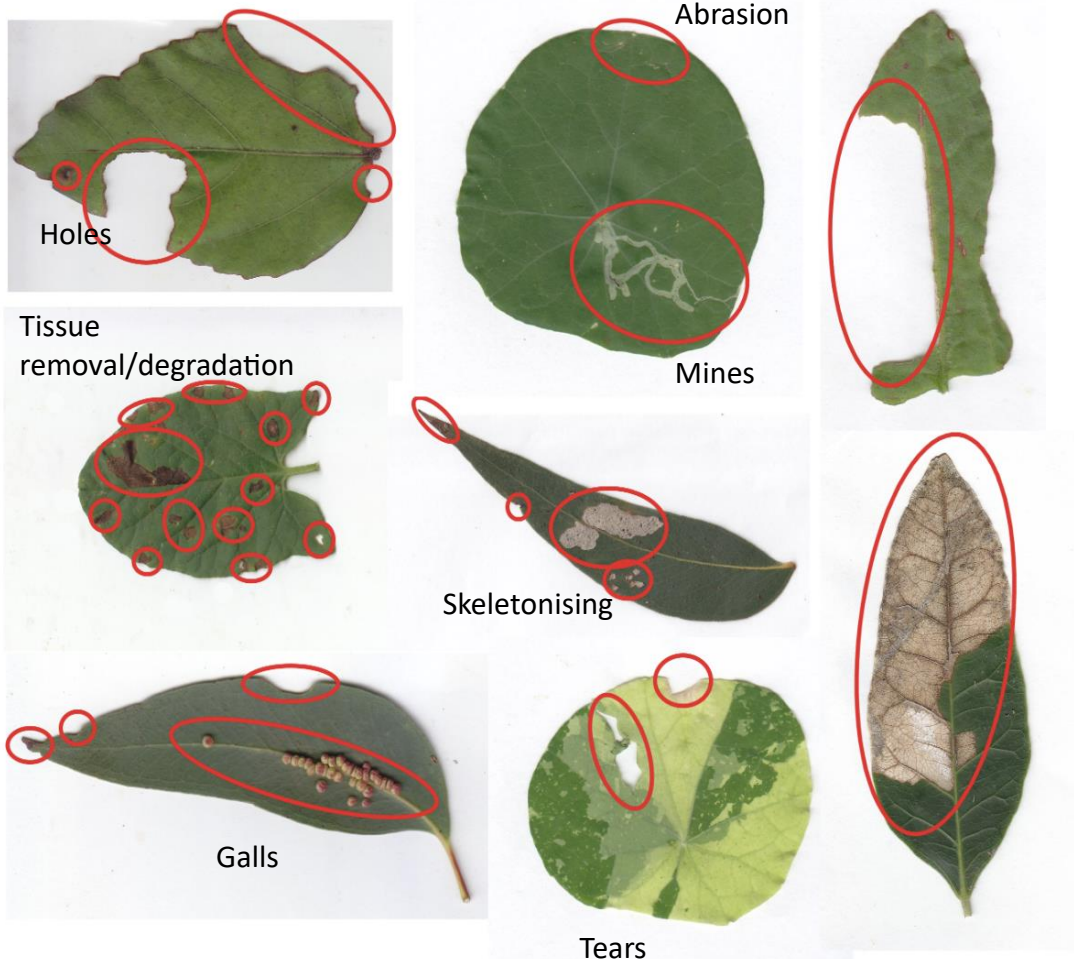 Abrasion
Holes
Tissue
removal/degradation
Mines
Skeletonising
Galls
Tears